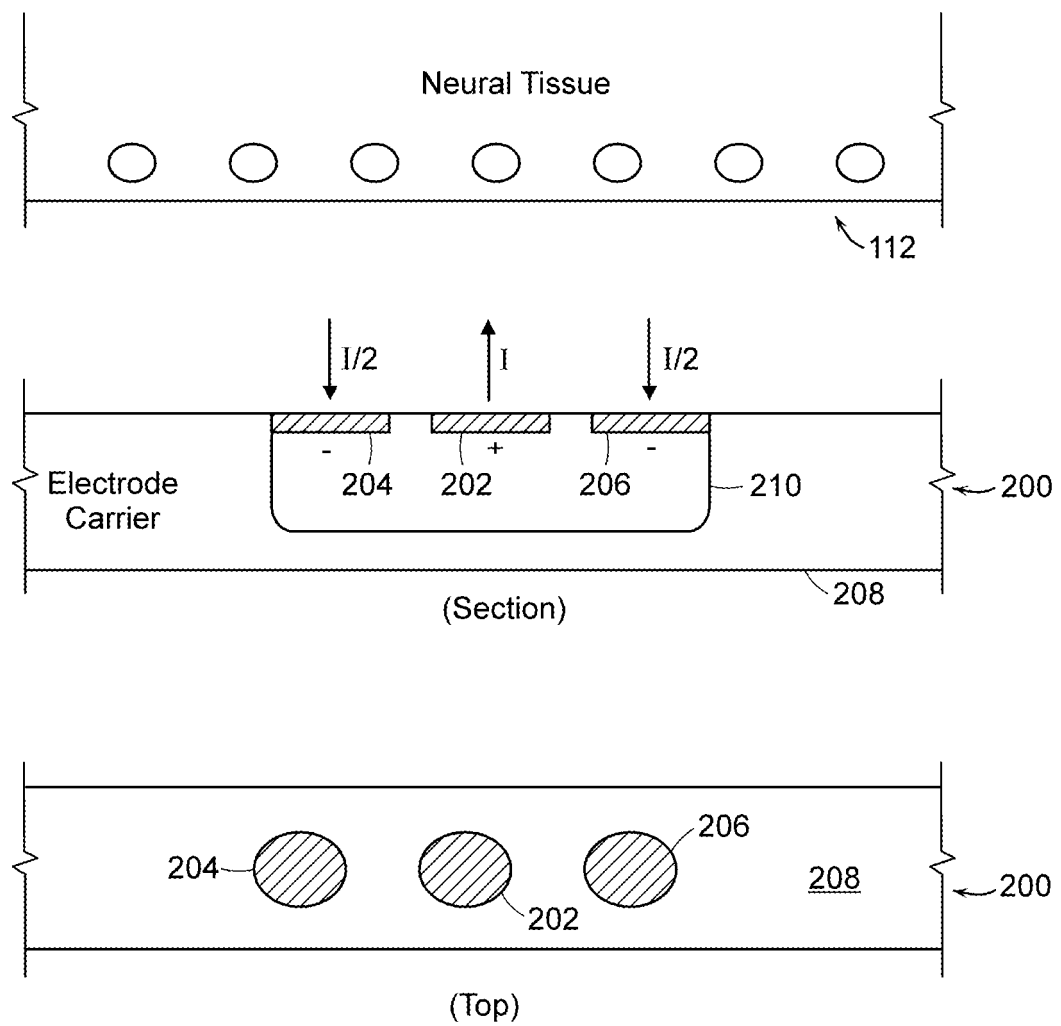 Neural Tissue
112
I/2
I
I/2
-
+
-
204
202
206
210
Electrode
Carrier
200
208
(Section)
204
202
206
208
200
(Top)